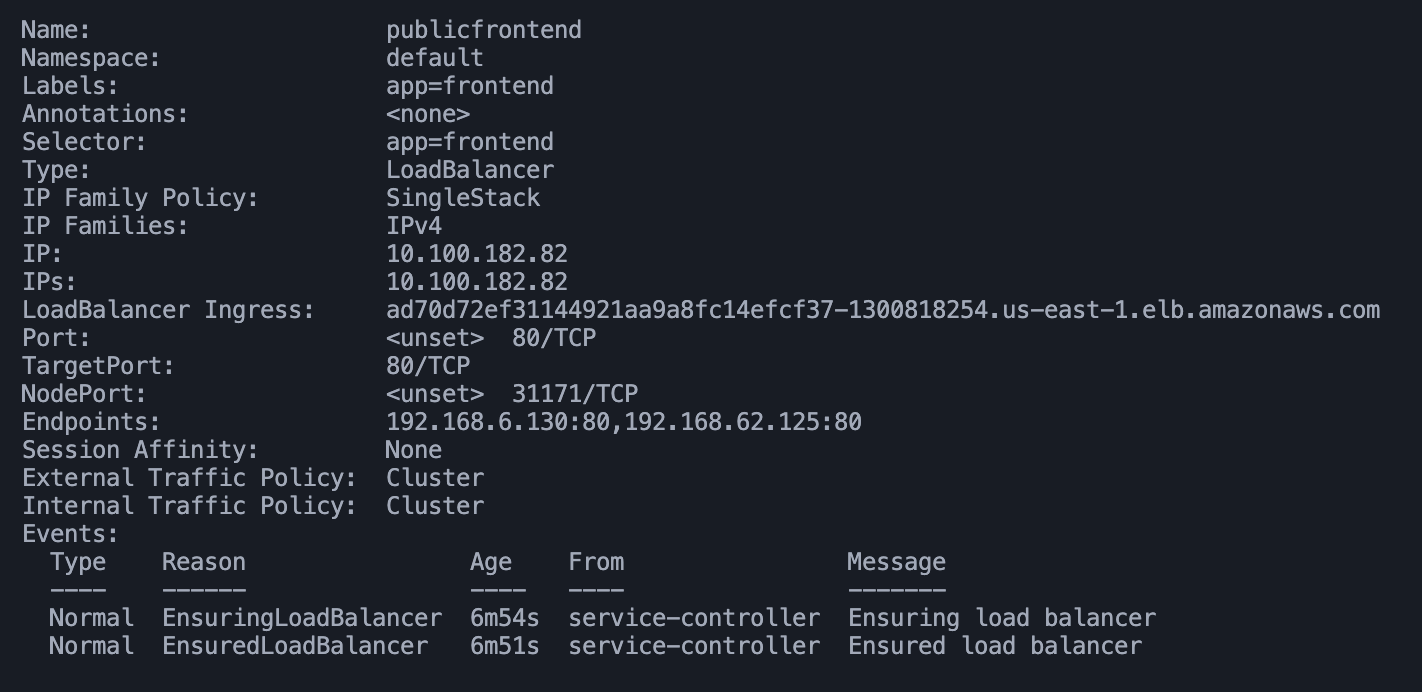 Name:                     publicfrontend
Namespace:                default
Labels:                   app=frontend
Annotations:              <none>
Selector:                 app=frontend
Type:                     LoadBalancer
IP Family Policy:         SingleStack
IP Families:              IPv4
IP:                       10.100.182.82
IPs:                      10.100.182.82
LoadBalancer Ingress:     ad70d72ef31144921aa9a8fc14efcf37-1300818254.us-east-1.elb.amazonaws.com
Port:                     <unset>  80/TCP
TargetPort:               80/TCP
NodePort:                 <unset>  31171/TCP
Endpoints:                192.168.6.130:80,192.168.62.125:80
Session Affinity:         None
External Traffic Policy:  Cluster
Internal Traffic Policy:  Cluster
Events:
  Type    Reason                Age   From                Message
  ----    ------                ----  ----                -------
  Normal  EnsuringLoadBalancer  6m54s  service-controller  Ensuring load balancer
  Normal  EnsuredLoadBalancer   6m51s  service-controller  Ensured load balancer